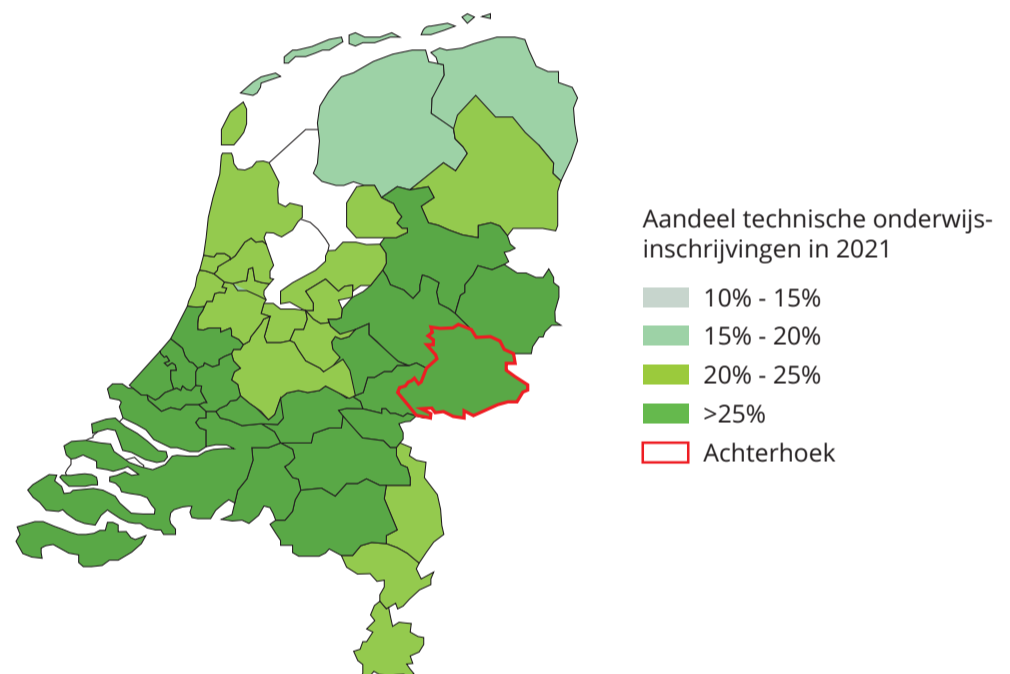 Aandeel technische onderwijs-
inschrijvingen in 2021
10% - 15%
15% - 20%
20% - 25%
>25%
Achterhoek